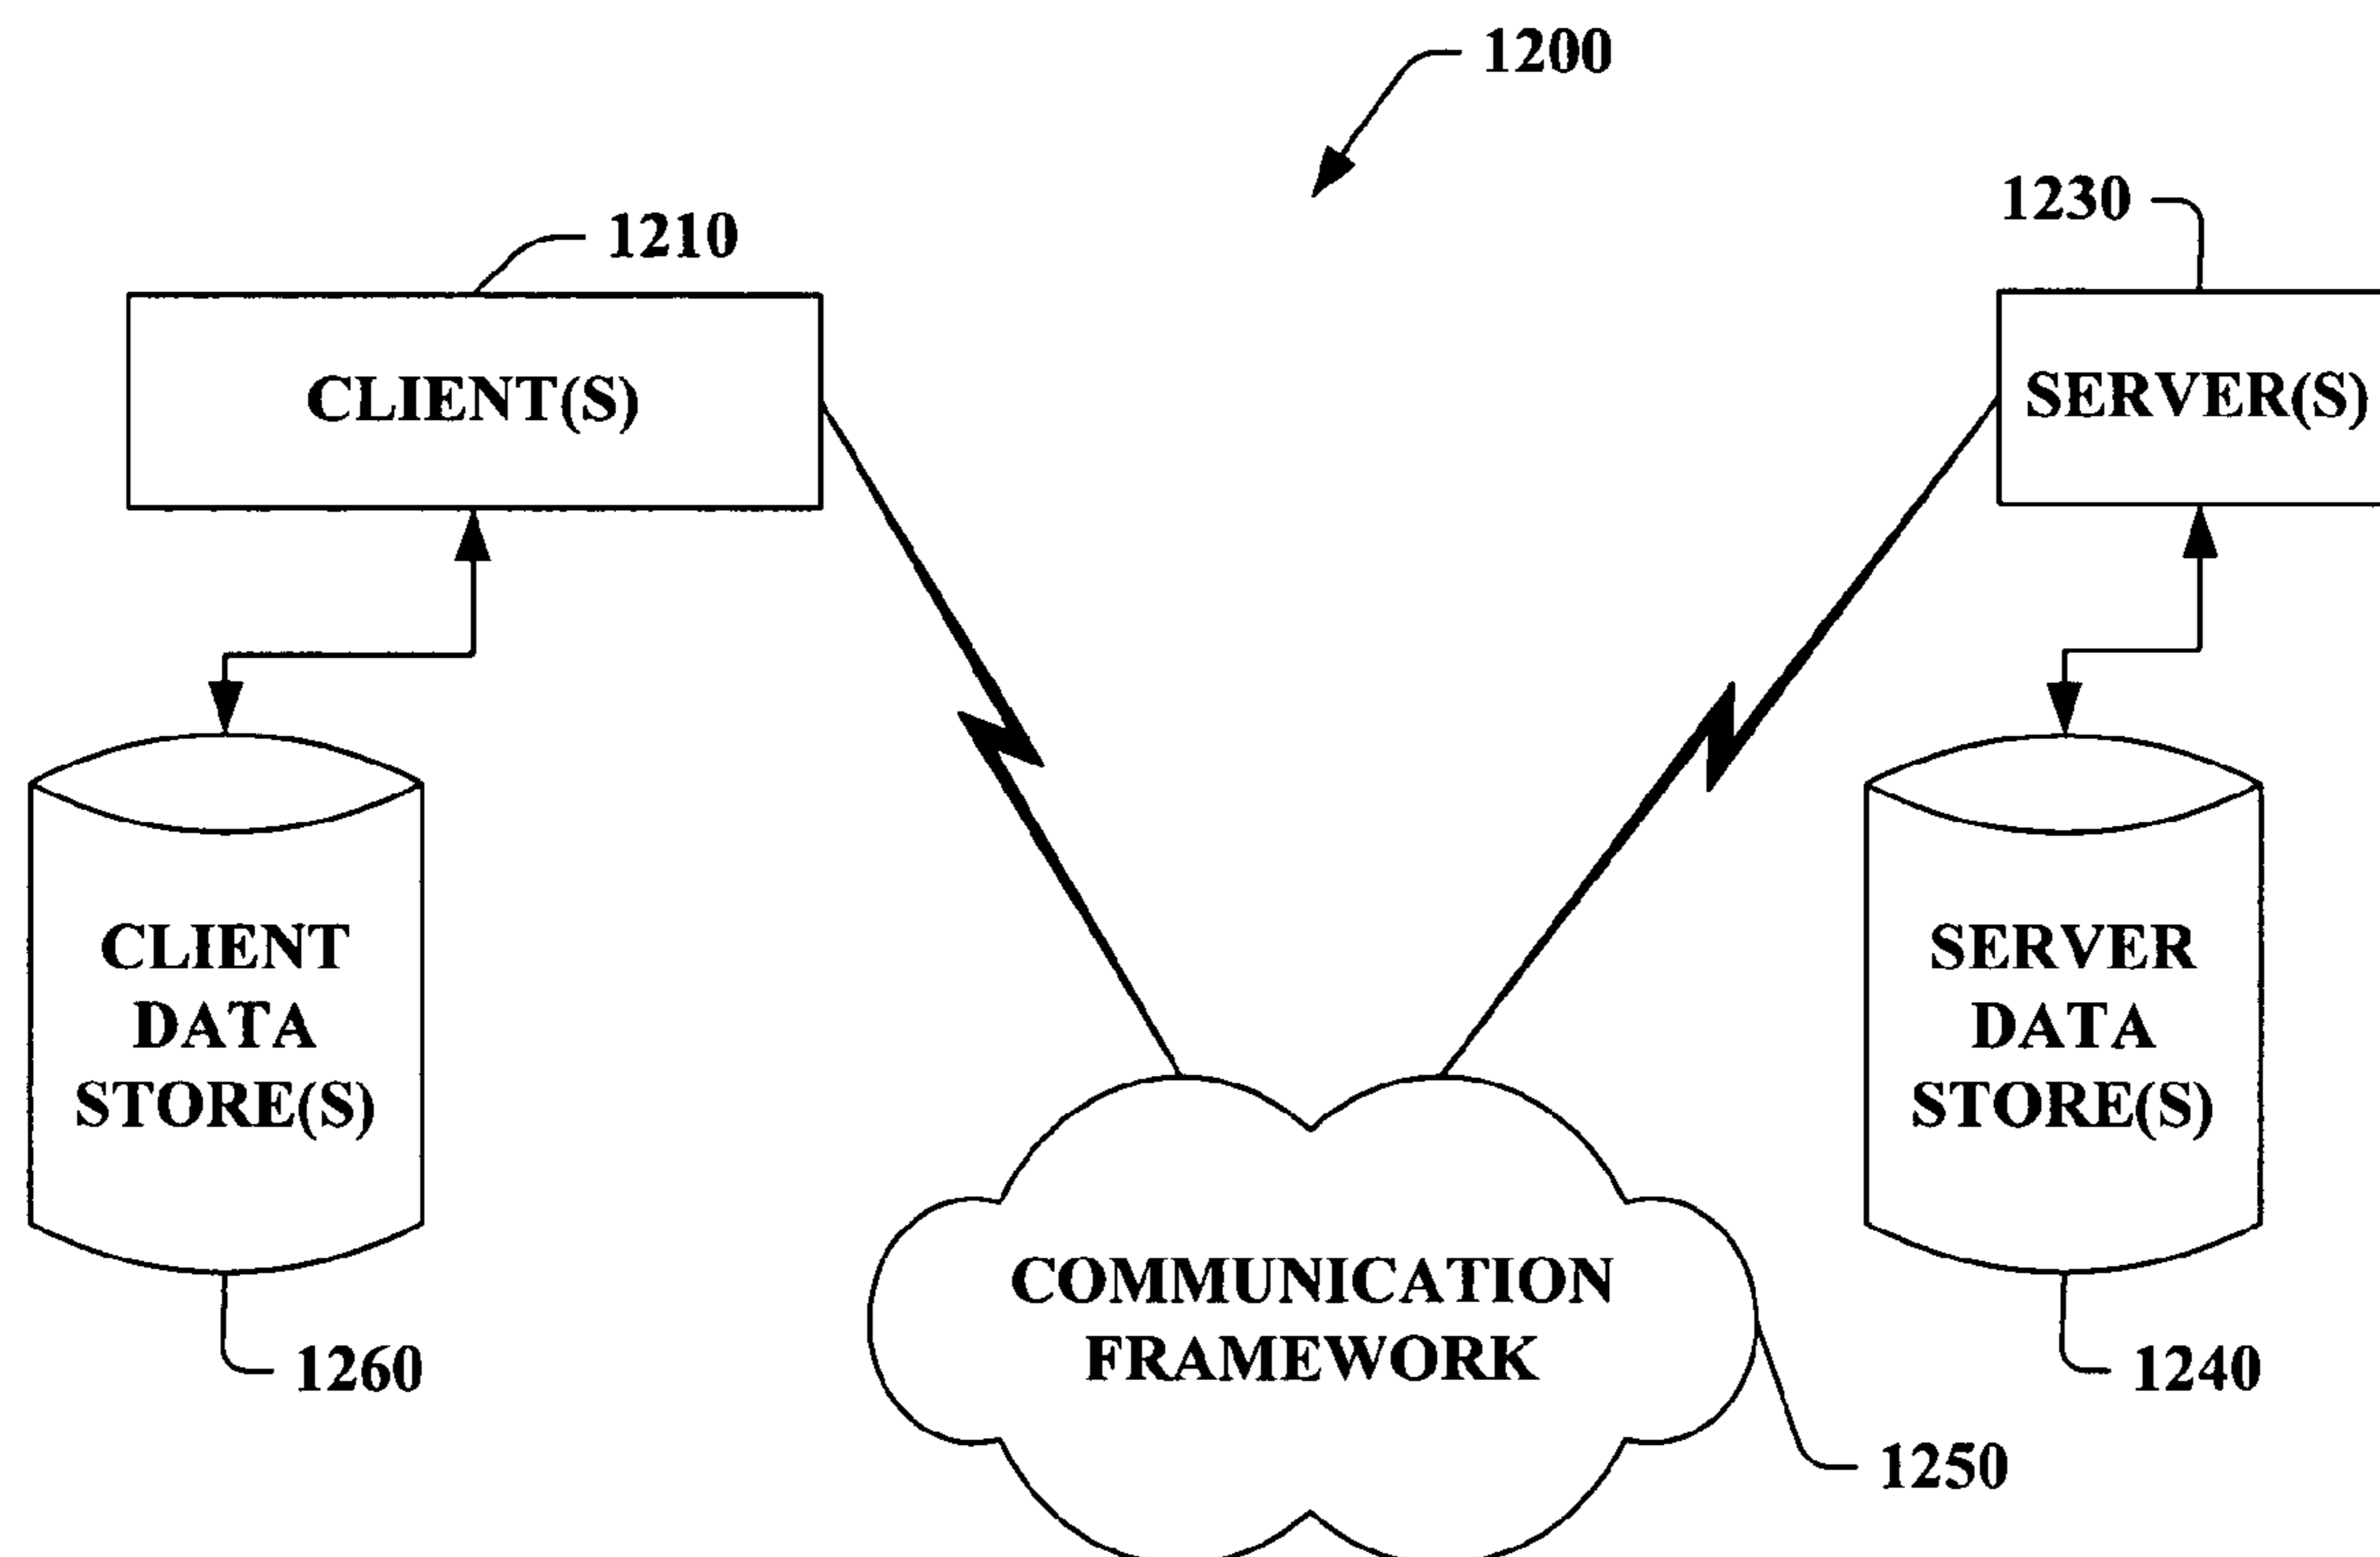 1200
1230
1210
CLIENT(S)
SERVER(S)
CLIENT
DATA
STORE(S)
SERVER
DATA
STORE(S)
COMMUNICATION
FRAMEWORK
1260
1240
1250